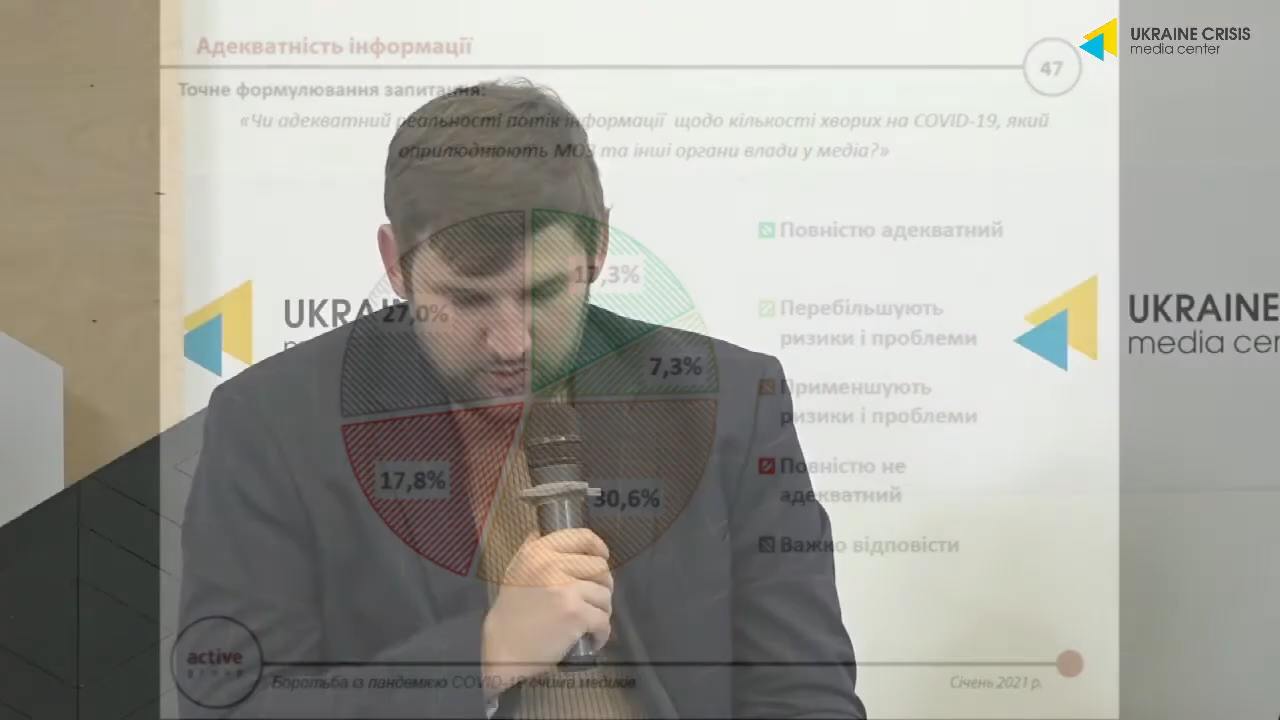 UKRAINE CRISIS
media center
Адекватність інформації
47
Точне формулювання запитання:
«Чи адекватний реальності потік інформації щодо кількості хворих на COVID-19, який
оприлюднюють МОЗ та інші органи влади у медіа?»
Повністю адекватний
17,3%
27,0%
Перебільшують
ризики і проблеми
7,3%
Применшують
ризики і проблеми
17,8%
30,6%
Повністю не
адекватний
Важко відповісти
UKRAINE
media cen
active
group
Боротьба із пандемією COVID-19 очима медиків
Січень 2021 р.